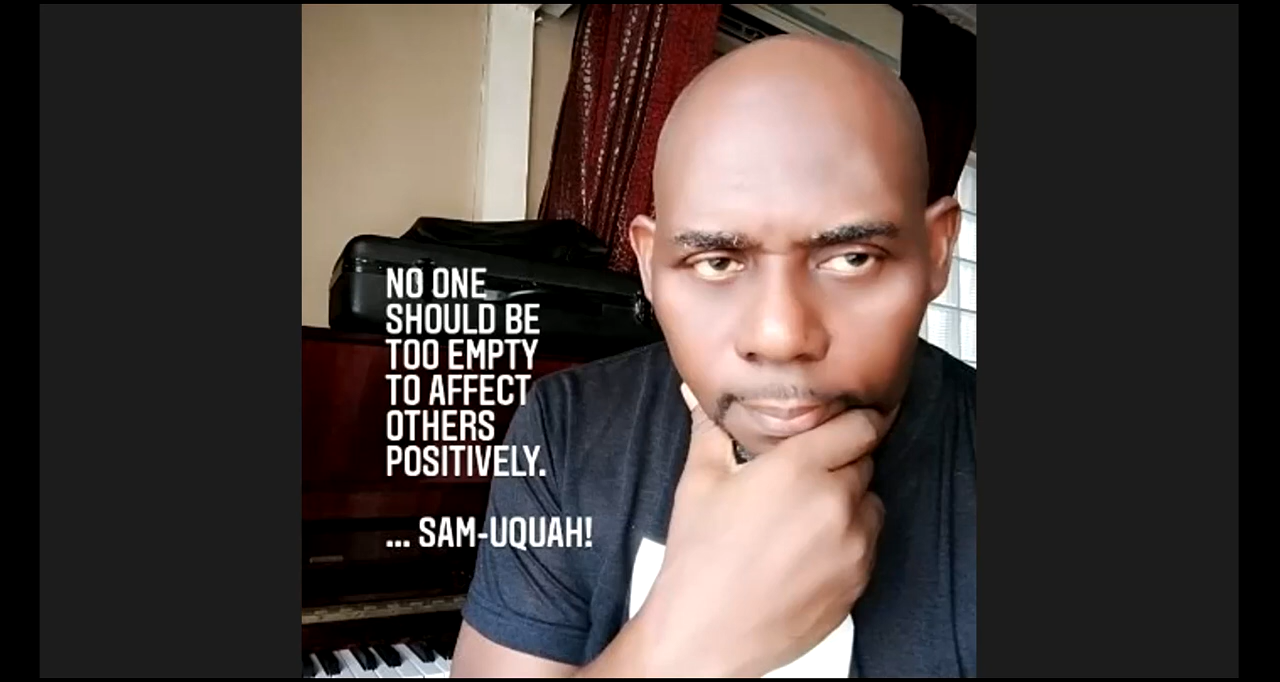 NO ONE
SHOULD BE
TOO EMPTY
TO AFFECT
OTHERS
POSITIVELY.
... SAM-UQUAH!